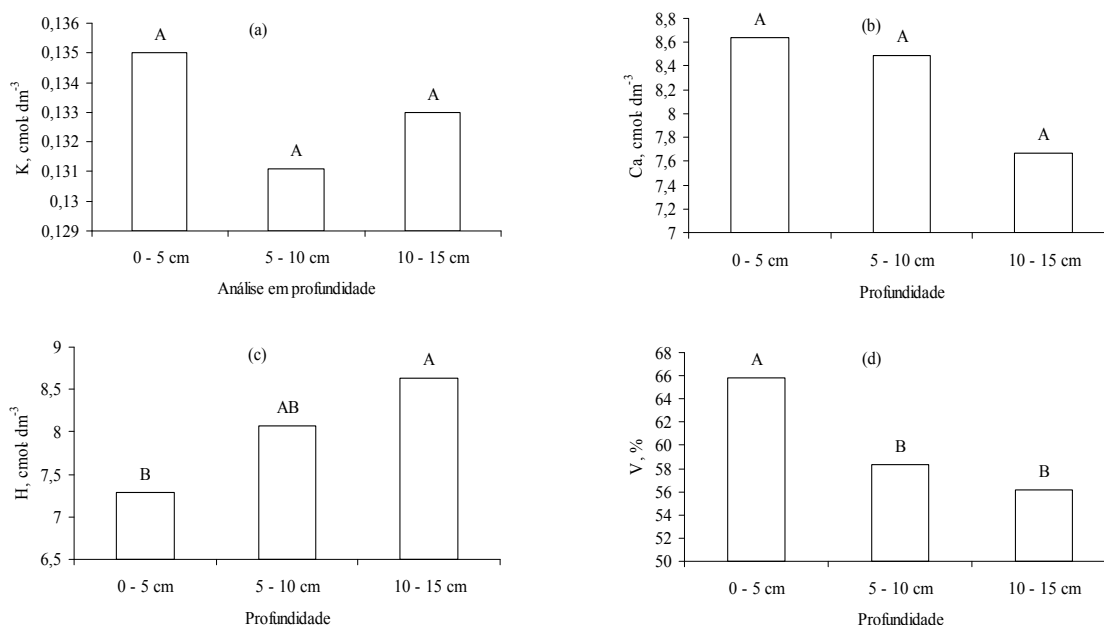 (a)
K, cmolc dm-3
0,136
0,135
0,134
0,133
0,132
0,131
0,13
0,129
A
A
A
0 - 5 cm
5 - 10 cm
10 - 15 cm
Análise em profundidade
(b)
Ca, cmolc dm-3
8,8
8,6
8,4
8,2
8
7,8
7,6
7,4
7,2
7
A
A
A
0 - 5 cm
5 - 10 cm
10 - 15 cm
Profundidade
(c)
H, cmolc dm-3
9
8,5
8
7,5
7
6,5
B
AB
A
0 - 5 cm
5 - 10 cm
10 - 15 cm
Profundidade
(d)
V, %
68
66
64
62
60
58
56
54
52
50
A
B
B
0 - 5 cm
5 - 10 cm
10 - 15 cm
Profundidade